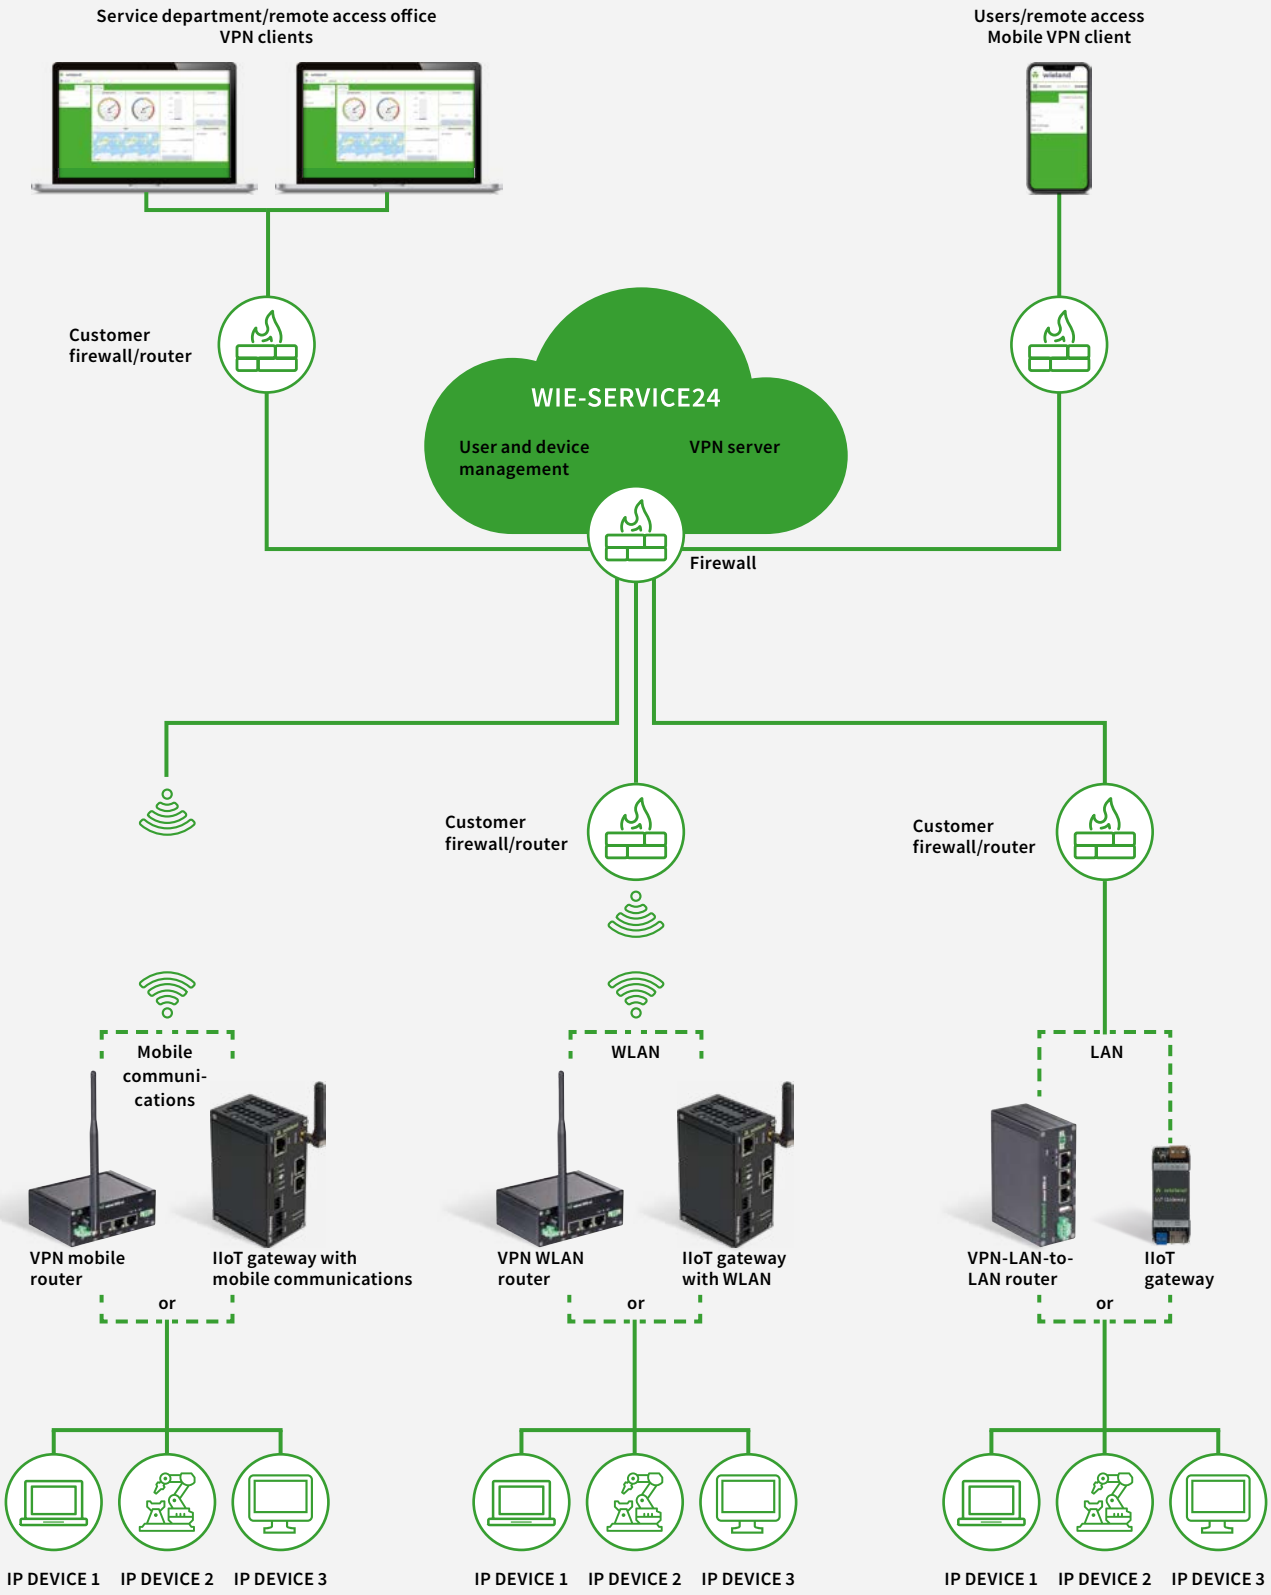 Service department/remote access office
VPN clients
Users/remote access
Mobile VPN client
wieland
Customer
firewall/router
WIE-SERVICE24
User and device
management
VPN server
Firewall
Customer
firewall/router
Customer
firewall/router
Mobile
communi-
cations
WLAN
LAN
wieland
IoT Gateway
VPN mobile
router
IIoT gateway with
mobile communications
VPN WLAN
router
IIoT gateway
with WLAN
VPN-LAN-to-
LAN router
IIoT
gateway
or
or
or
IP DEVICE 1
IP DEVICE 2
IP DEVICE 3
IP DEVICE 1
IP DEVICE 2
IP DEVICE 3
IP DEVICE 1
IP DEVICE 2
IP DEVICE 3